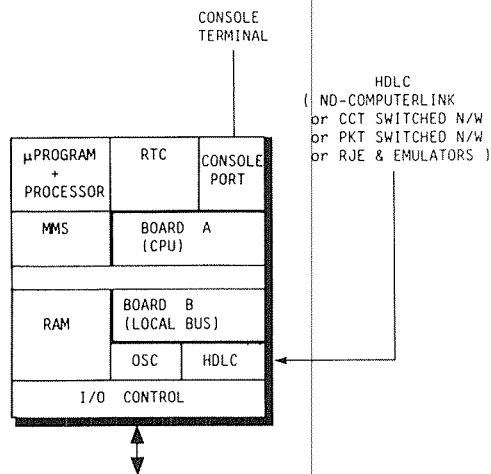 CONSOLE
TERMINAL
HDLC
( ND-COMPUTERLINK
or CCT SWITCHED N/W
or PKT SWITCHED N/W
or RJE & EMULATORS )
µPROGRAM
+
PROCESSOR
RTC
CONSOLE
PORT
MMS
BOARD A
(CPU)
RAM
BOARD B
(LOCAL BUS)
OSC
HDLC
I/O CONTROL